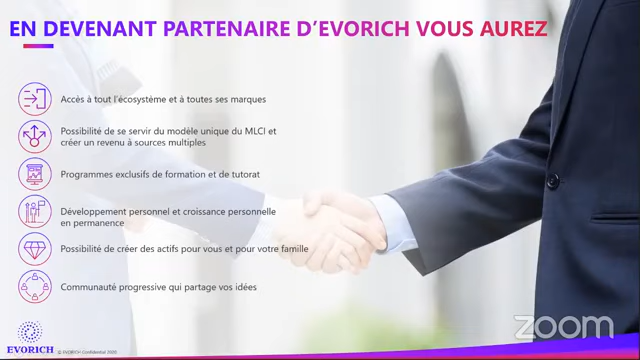 EN DEVENANT PARTENAIRE D'EVORICH VOUS AUREZ
Accès à tout l'écosystème et à toutes ses marques
Possibilité de se servir du modèle unique du MLCI et
créer un revenu à sources multiples
Programmes exclusifs de formation et de tutorat
Développement personnel et croissance personnelle
en permanence
Possibilité de créer des actifs pour vous et pour votre famille
Communauté progressive qui partage vos idées
EVORICH
© EVORICH Confidential 2020
zoom